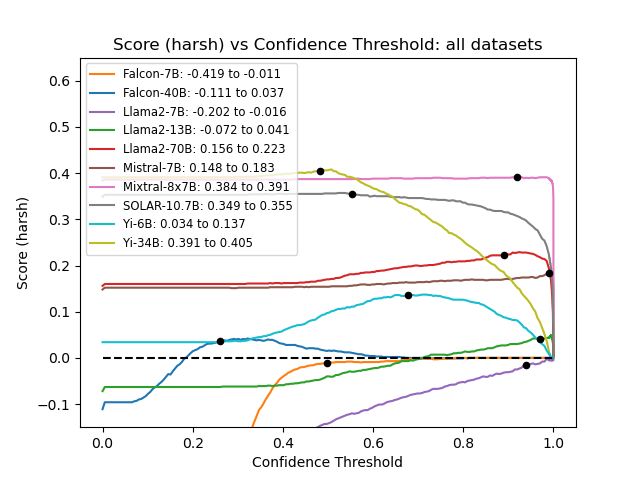 Score (harsh) vs Confidence Threshold: all datasets
Score (harsh)
0.6
0.5
0.4
0.3
0.2
0.1
0.0
−0.1
Falcon-7B: -0.419 to -0.011
Falcon-40B: -0.111 to 0.037
Llama2-7B: -0.202 to -0.016
Llama2-13B: -0.072 to 0.041
Llama2-70B: 0.156 to 0.223
Mistral-7B: 0.148 to 0.183
Mixtral-8x7B: 0.384 to 0.391
SOLAR-10.7B: 0.349 to 0.355
Yi-6B: 0.034 to 0.137
Yi-34B: 0.391 to 0.405
0.0 0.2 0.4 0.6 0.8 1.0
Confidence Threshold